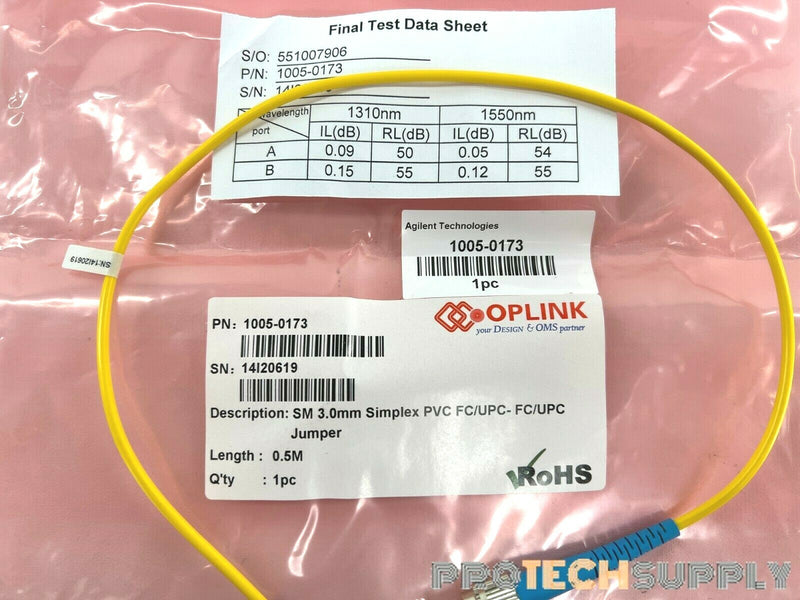 Final Test Data Sheet
S/O: 551007906
P/N: 1005-0173
S/N:
wavelength 1310nm 1550nm
port IL(dB) RL(dB) IL(dB) RL(dB)
A 0.09 50 0.05 54
B 0.15 55 0.12 55
SN:14I20619
Agilent Technologies
1005-0173
1pc
OPLINK
your DESIGN & OMS partner
PN: 1005-0173
SN: 14I20619
Description: SM 3.0mm Simplex PVC FC/UPC- FC/UPC
Jumper
Length : 0.5M
Q'ty : 1pc
RoHS
PROTECHSUPPLY